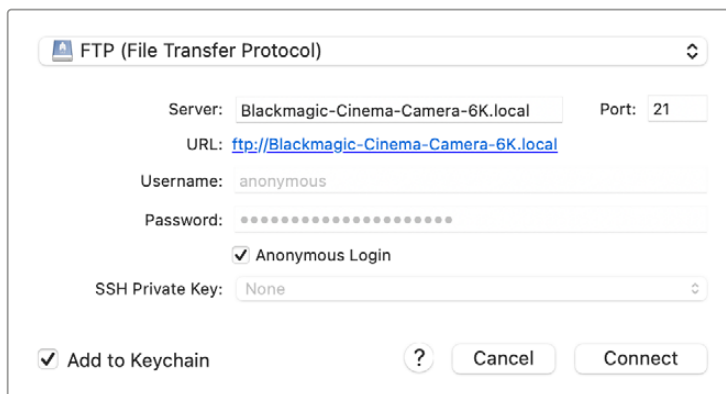 FTP (File Transfer Protocol)
Server: Blackmagic-Cinema-Camera-6K.local Port: 21
URL: ftp://Blackmagic-Cinema-Camera-6K.local
Username: anonymous
Password: •••••••••••••••••••••
Anonymous Login
SSH Private Key: None
Add to Keychain ? Cancel Connect